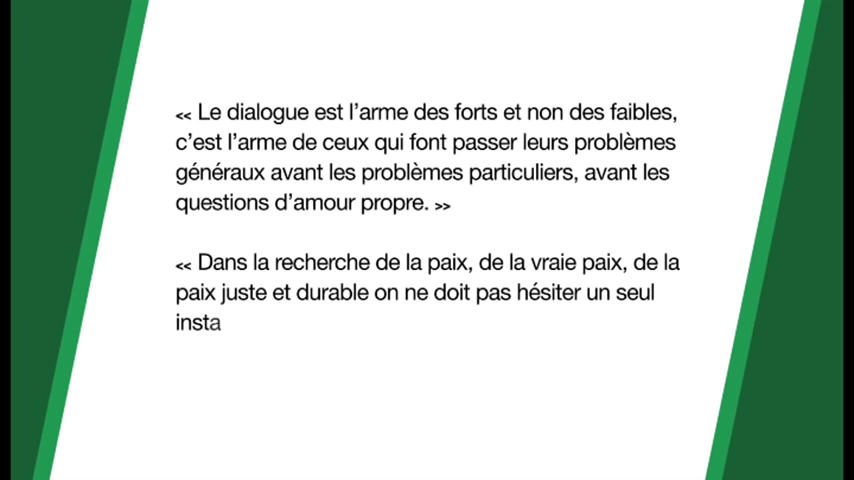 « Le dialogue est l’arme des forts et non des faibles,
c’est l’arme de ceux qui font passer leurs problèmes
généraux avant les problèmes particuliers, avant les
questions d’amour propre. »
« Dans la recherche de la paix, de la vraie paix, de la
paix juste et durable on ne doit pas hésiter un seul
insta